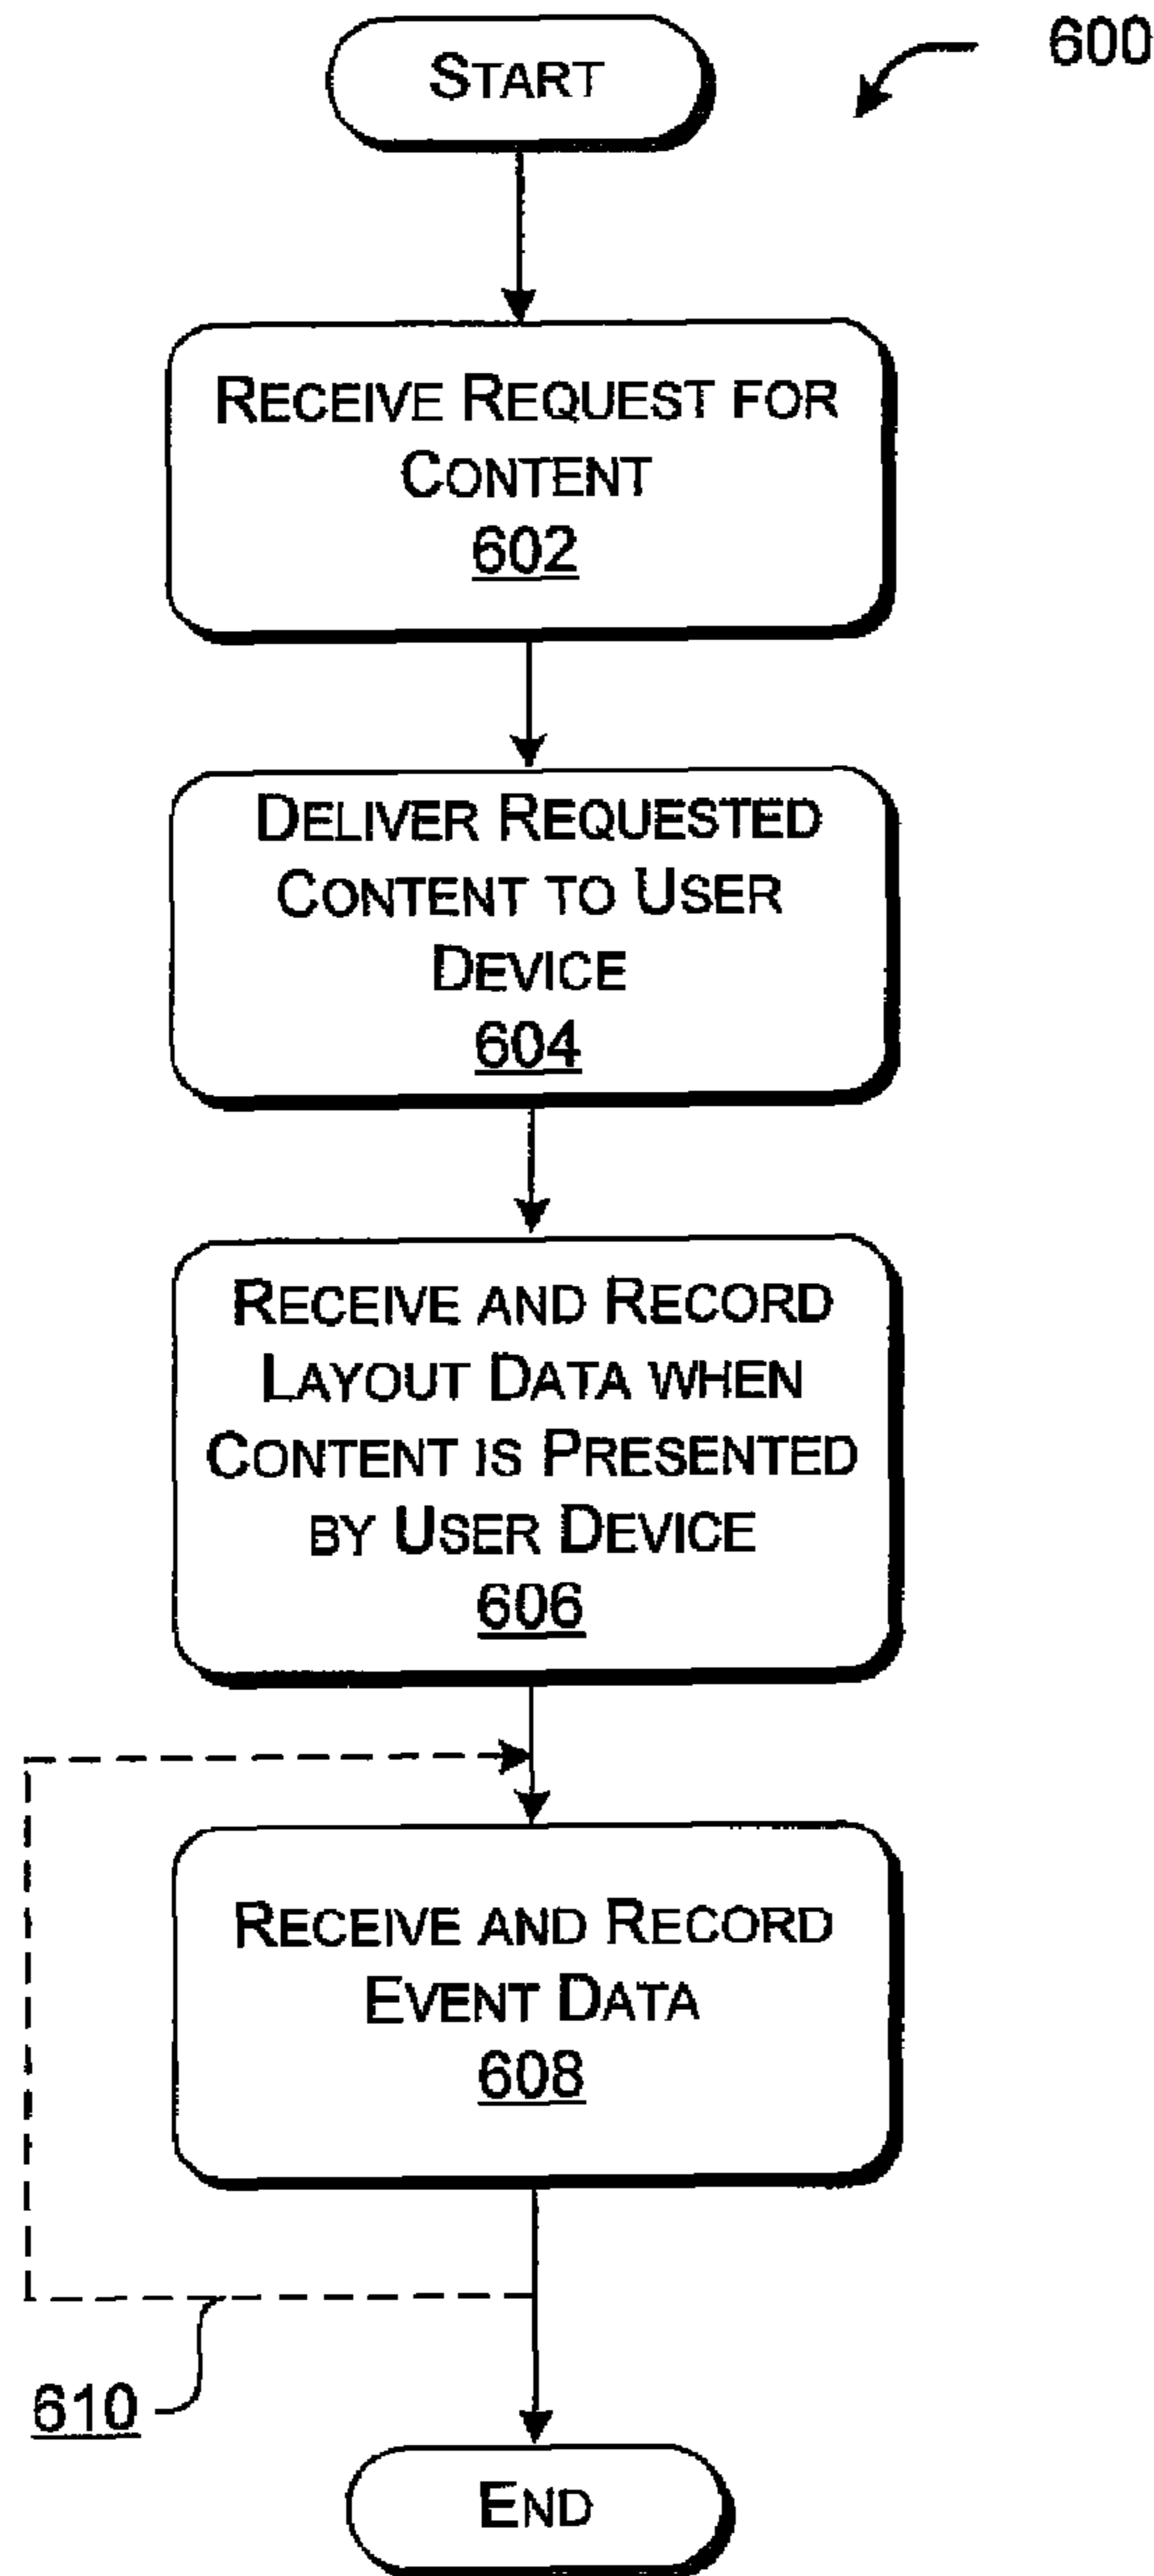 START
600
RECEIVE REQUEST FOR
CONTENT
602
DELIVER REQUESTED
CONTENT TO USER
DEVICE
604
RECEIVE AND RECORD
LAYOUT DATA WHEN
CONTENT IS PRESENTED
BY USER DEVICE
606
RECEIVE AND RECORD
EVENT DATA
608
610
END